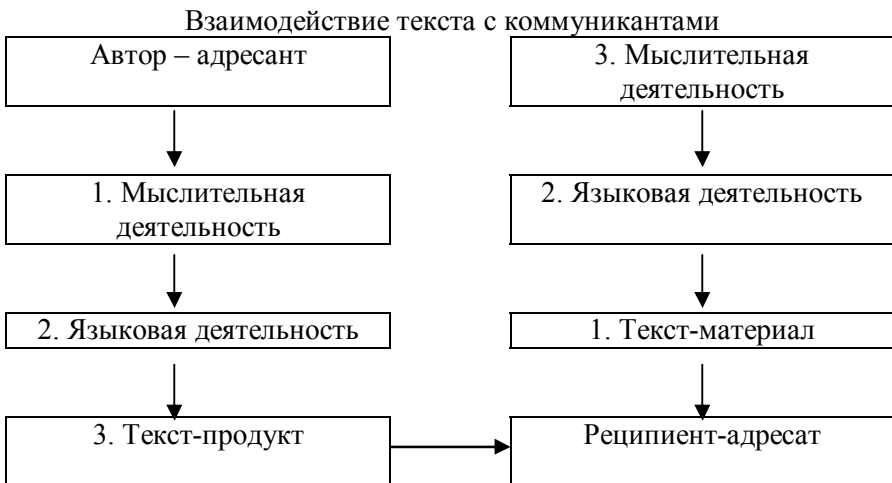 Взаимодействие текста с коммуникантами
Автор – адресант
1. Мыслительная
деятельность
2. Языковая деятельность
3. Текст-продукт
3. Мыслительная
деятельность
2. Языковая деятельность
1. Текст-материал
Реципиент-адресат